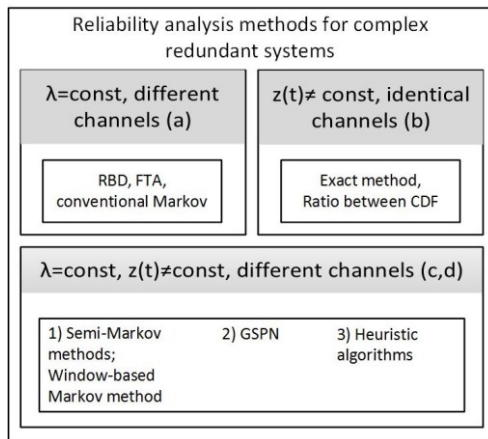 Reliability analysis methods for complex
redundant systems
λ=const, different
channels (a)
RBD, FTA,
conventional Markov
z(t)≠ const, identical
channels (b)
Exact method,
Ratio between CDF
λ=const, z(t)≠const, different channels (c,d)
1) Semi-Markov
methods;
Window-based
Markov method
2) GSPN
3) Heuristic
algorithms